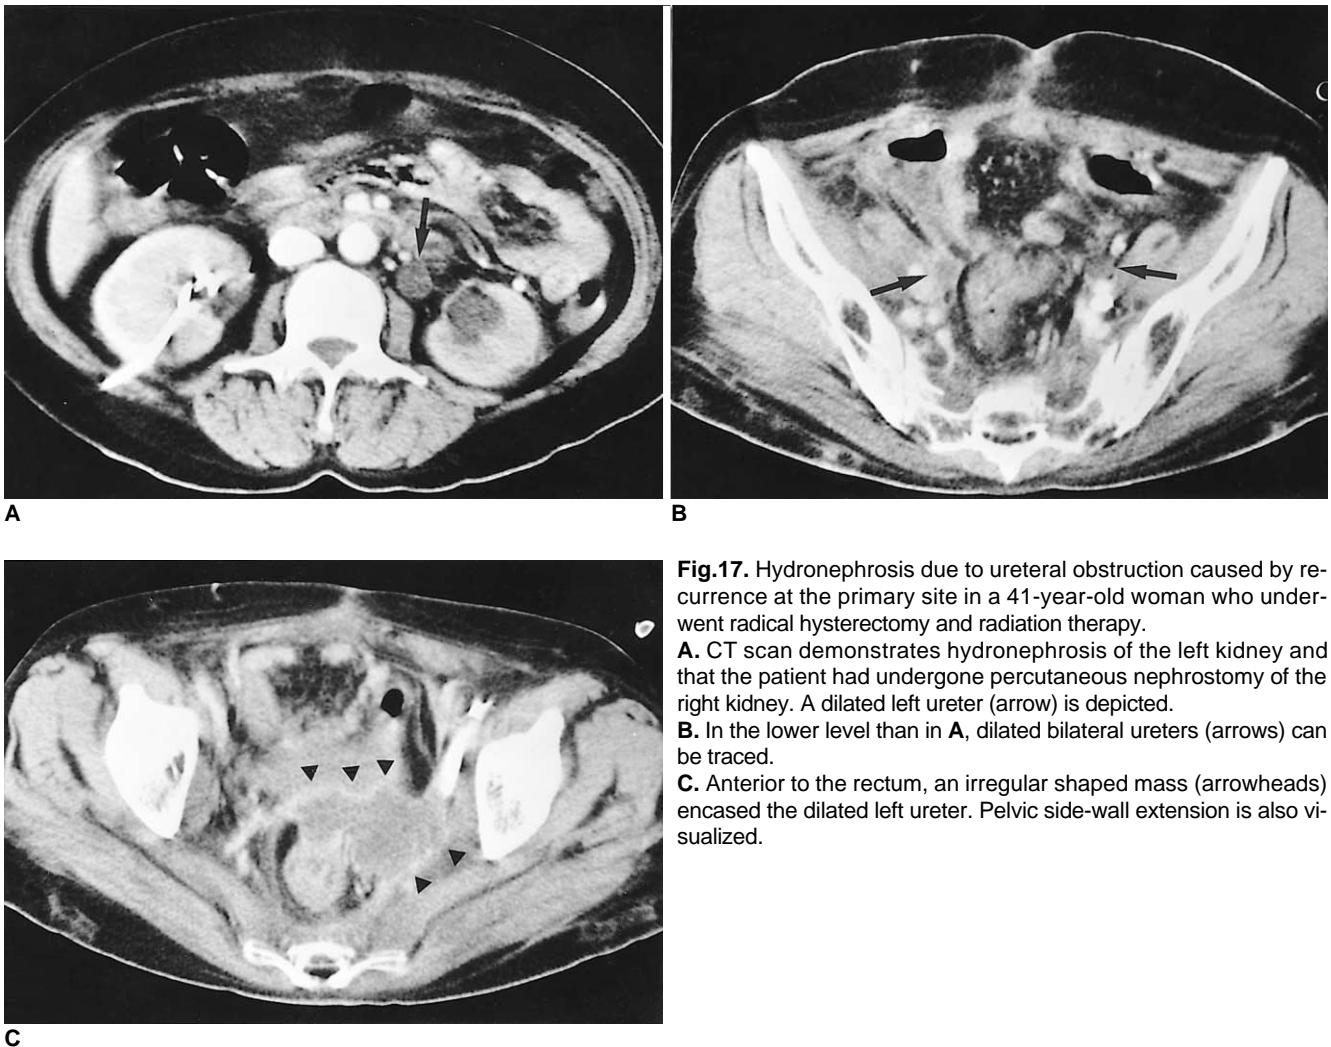 C
A
B
Fig.17. Hydronephrosis due to ureteral obstruction caused by re-
currence at the primary site in a 41-year-old woman who under-
went radical hysterectomy and radiation therapy.
A. CT scan demonstrates hydronephrosis of the left kidney and
that the patient had undergone percutaneous nephrostomy of the
right kidney. A dilated left ureter (arrow) is depicted.
B. In the lower level than in A, dilated bilateral ureters (arrows) can
be traced.
C. Anterior to the rectum, an irregular shaped mass (arrowheads)
encased the dilated left ureter. Pelvic side-wall extension is also vi-
sualized.
C